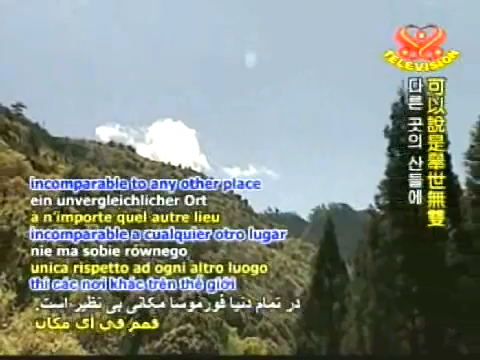 TELEVISION
可以說是舉世無雙
다른 곳의 산들에
incomparable to any other place
ein unvergleichlicher Ort
à n'importe quel autre lieu
incomparable a cualquier otro lugar
nie ma sobie równego
unica rispetto ad ogni altro luogo
thì các nơi khác trên thế giới
در تمام دنیا فورموسا مکانی بی نظیر است.
قمم في أي مكان